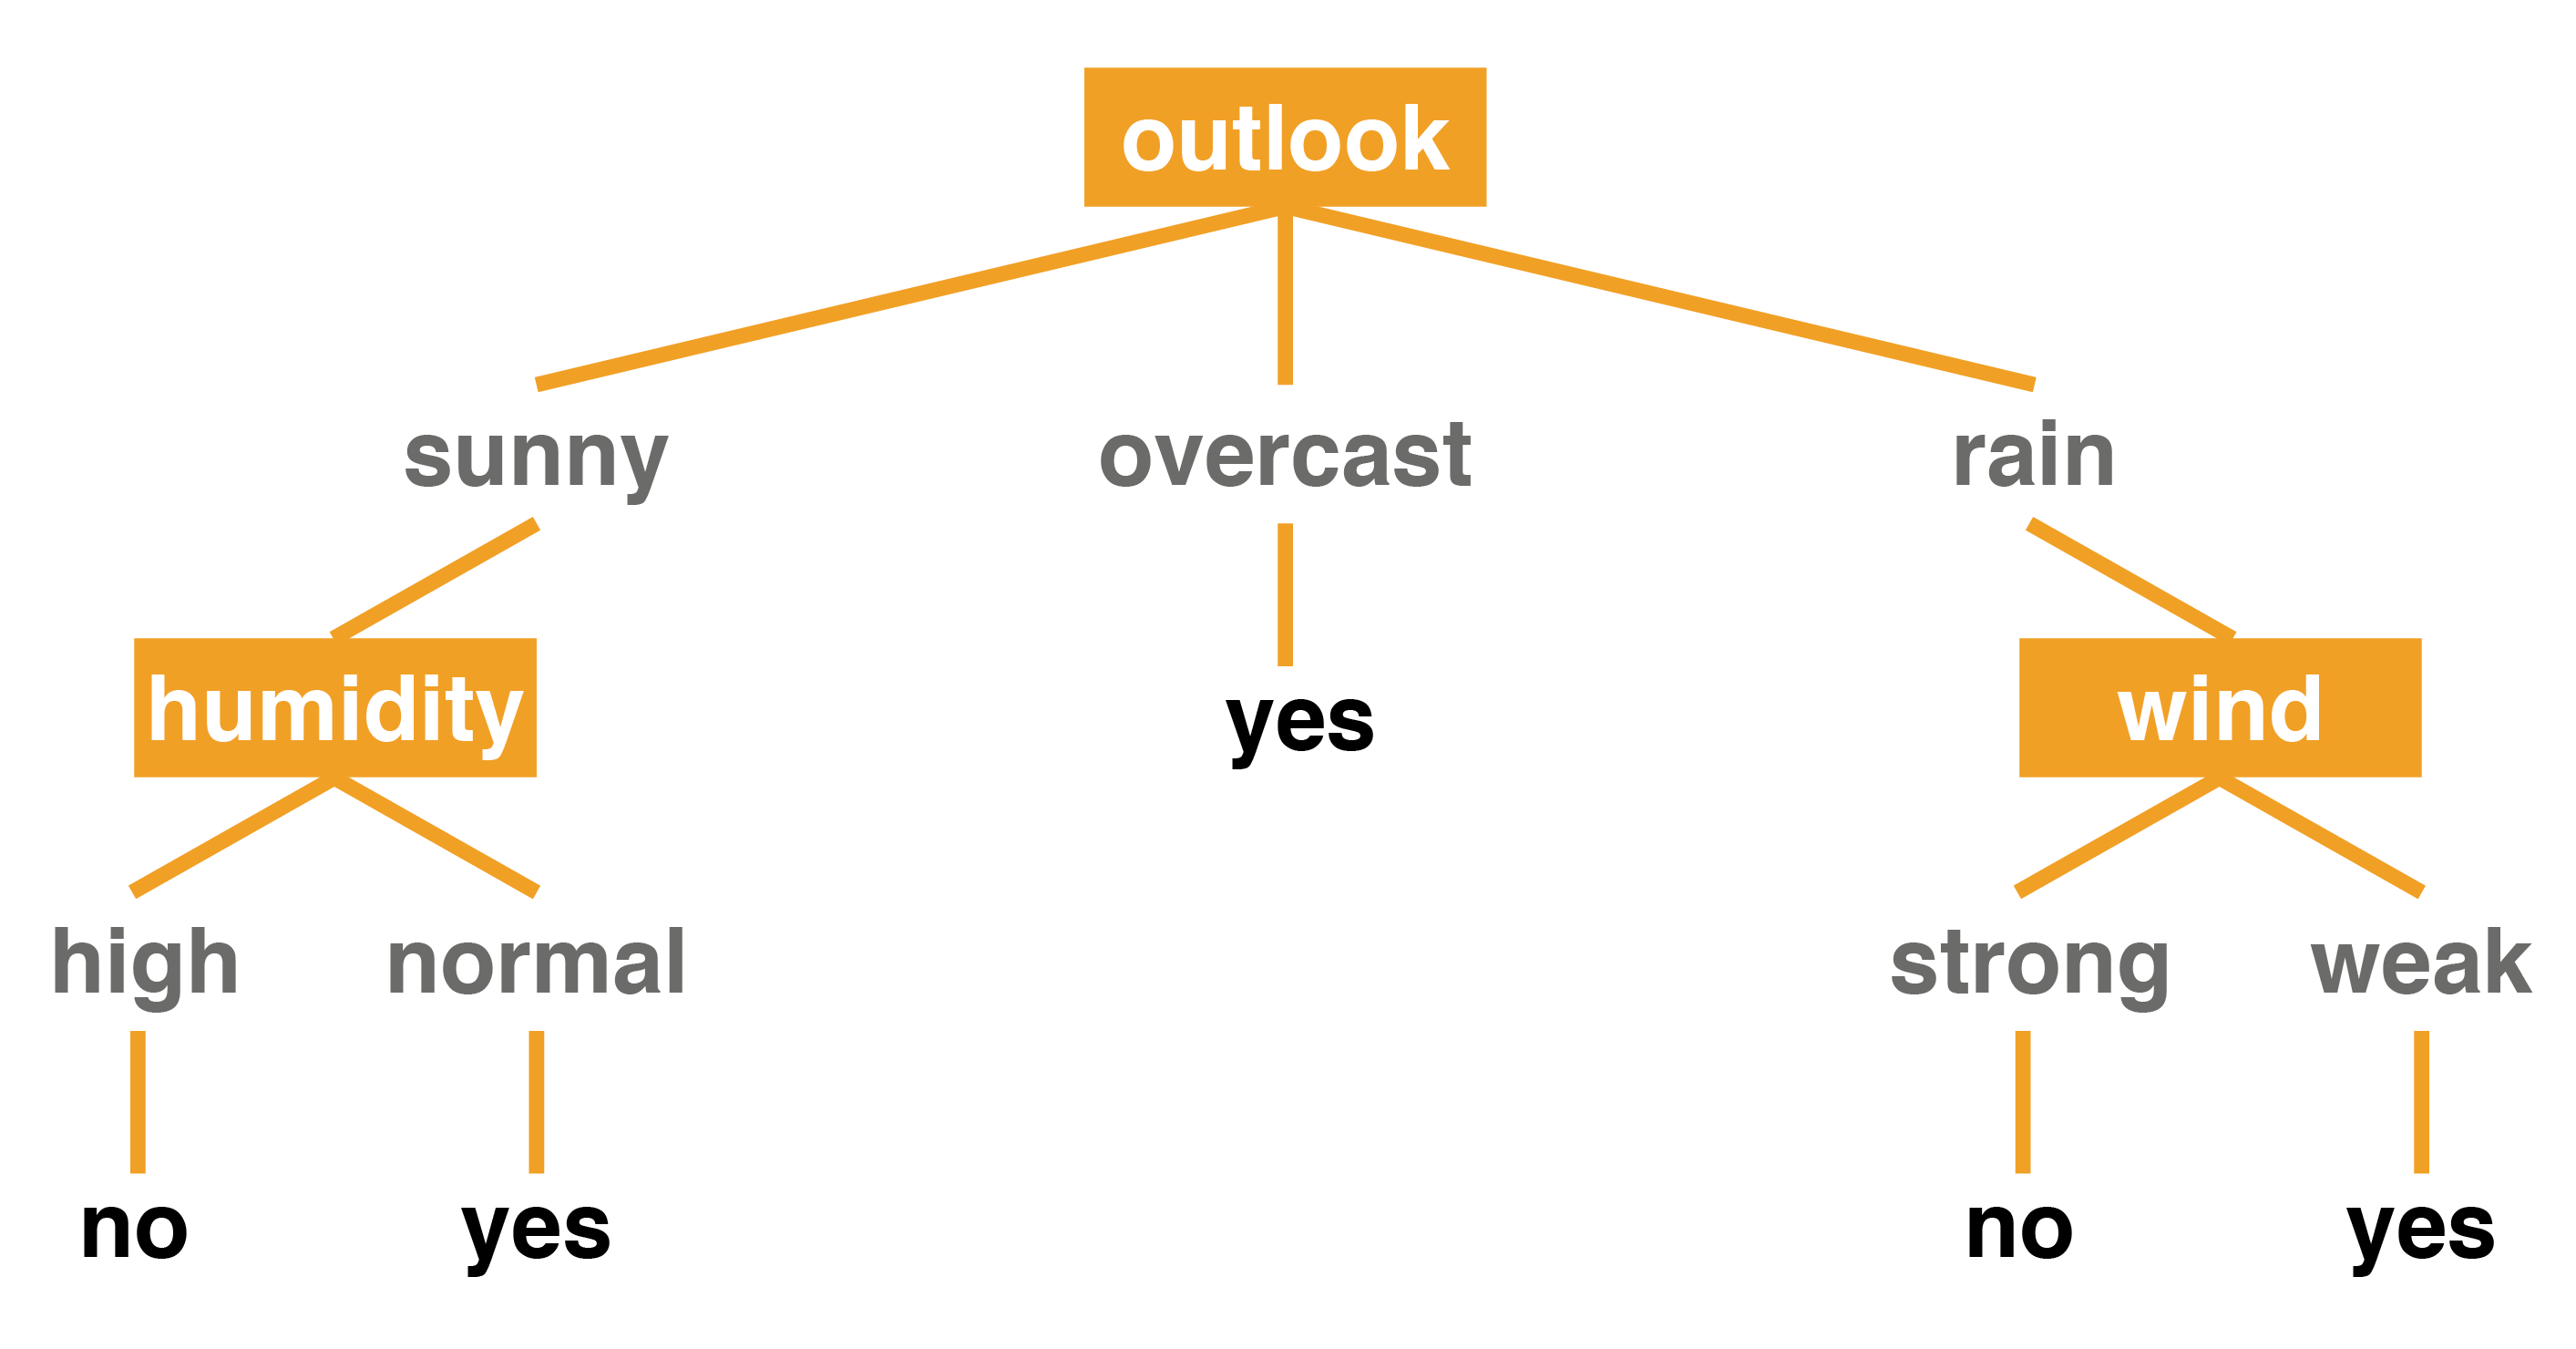 outlook
sunny overcast rain
humidity yes wind
high normal strong weak
no yes no yes